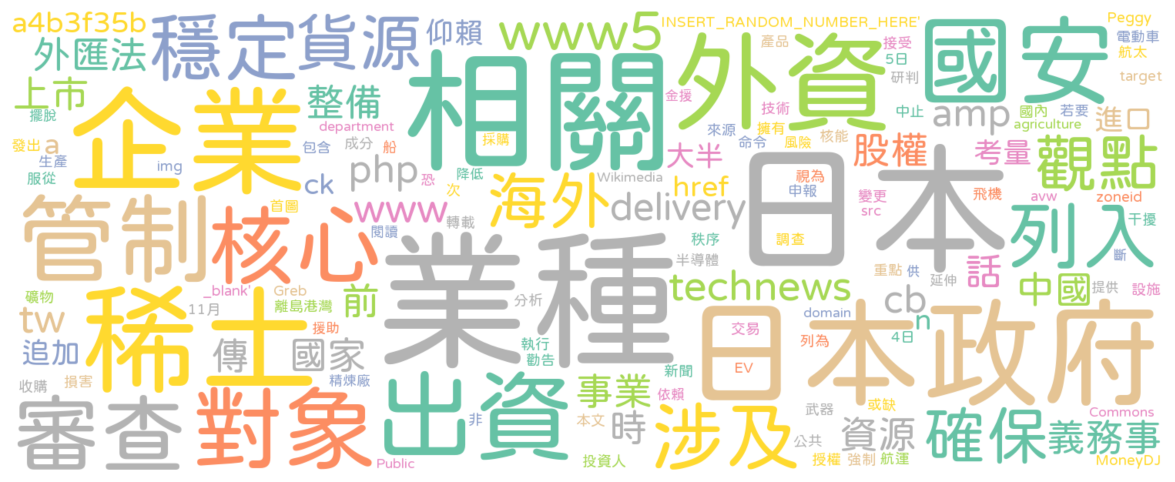 a4b3f35b
外匯法
穩定
貨源
仰賴
www5
INSERT_RANDOM_NUMBER_HERE'
Peggy
電動車
航太
target
產品
接受
5日
研判
外資
國安
上市
擺脫
企業
整備
相關
金援
技術
中止
國內
若要
agriculture
amp
進口
發出
a
生產
服從
img
department
包含
成分
船
採購
來源
擁有
命令
風險
核能
股權
考量
觀點
php
恐
降低
次
Wikimedia
大半
ck
www
海外
href
日本
視為
申報
變更
src
飛機
avw
zoneid
干擾
管制
首圖
核心
轉載
閱讀
delivery
秩序
調查
列入
斷
業種
半導體
technews
重點
供
延伸
話
中國
提供
設施
礦物
_blank'
Greb
離島港灣
11月
前
分析
tw
稀土
援助
cb
domain
n
4日
日本政府
交易
列為
追加
傳
國家
執行
勸告
新聞
EV
收購
損害
精煉廠
出資
事業
依賴
審查
對象
非
本文
時
涉及
武器
或缺
資源
確保
義務事
Commons
公共
Public
投資人
授權
強制
航運
MoneyDJ